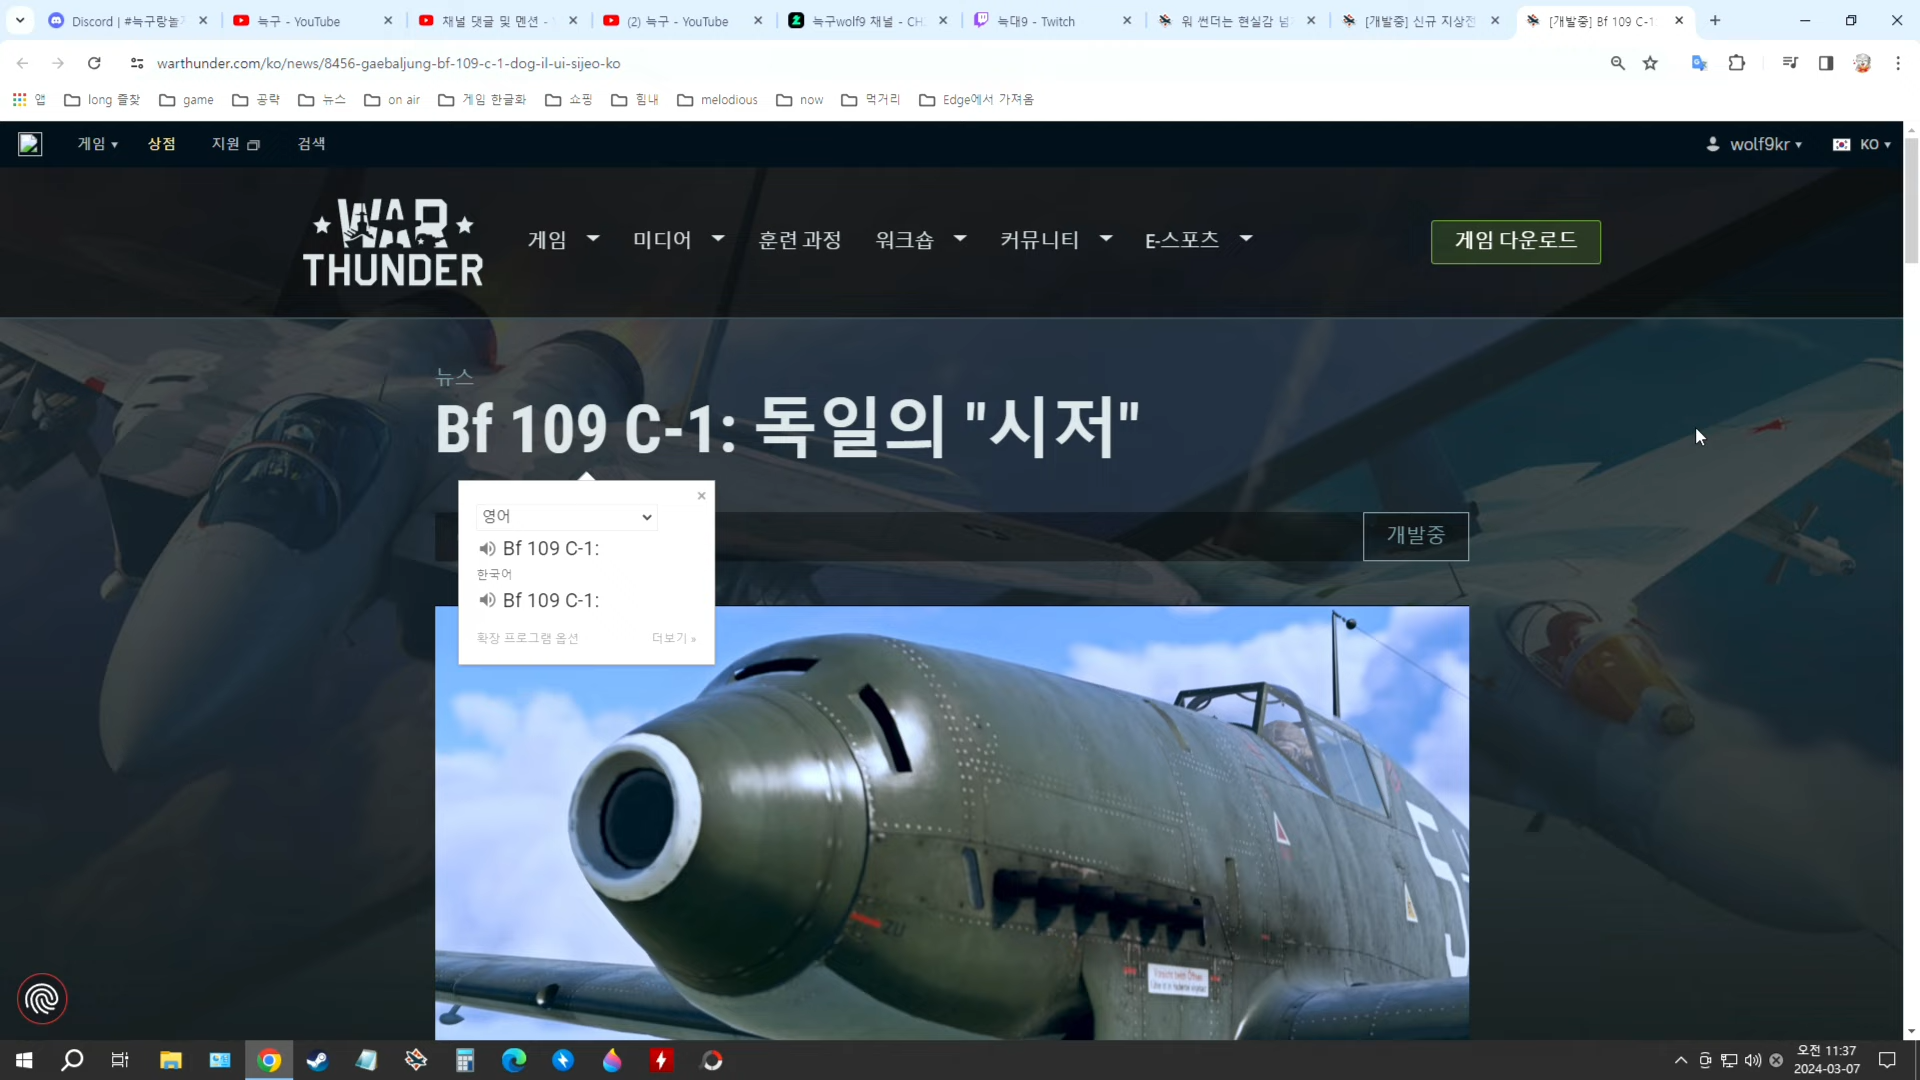 Discord | #늑구랑놀
늑구 - YouTube
채널 댓글 및 멘션 -
(2) 늑구 - YouTube
늑구wolf9 채널 - CH
늑대9 - Twitch
워 썬더는 현실감 넘
[개발중] 신규 지상전
[개발중] Bf 109 C-1
warthunder.com/ko/news/8456-gaebaljung-bf-109-c-1-dog-il-ui-sijeo-ko
앱
long 즐찾
game
공략
뉴스
on air
게임 한글화
쇼핑
힘내
melodious
now
먹거리
Edge에서 가져옴
게임
상점
지원
검색
wolf9kr
KO
WAR
THUNDER
게임
미디어
훈련 과정
워크숍
커뮤니티
E-스포츠
게임 다운로드
뉴스
Bf 109 C-1: 독일의 "시저"
개발중
영어
Bf 109 C-1:
한국어
Bf 109 C-1:
확장 프로그램 옵션
더보기 »
ZU
5
오전 11:37
2024-03-07